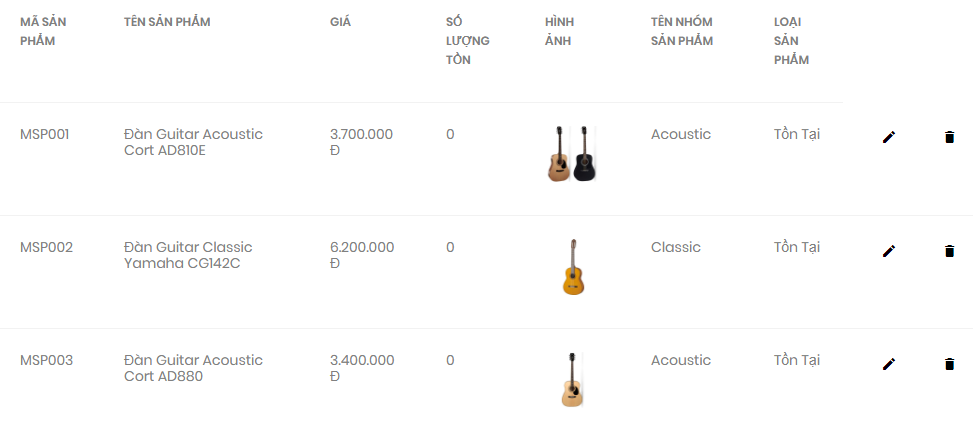 MÃ SẢN
PHẨM
TÊN SẢN PHẨM
GIÁ
SỐ
LƯỢNG
TỒN
HÌNH
ẢNH
TÊN NHÓM
SẢN PHẨM
LOẠI
SẢN
PHẨM
MSP001
Đàn Guitar Acoustic
Cort AD810E
3.700.000
Đ
0
Acoustic
Tồn Tại
MSP002
Đàn Guitar Classic
Yamaha CG142C
6.200.000
Đ
0
Classic
Tồn Tại
MSP003
Đàn Guitar Acoustic
Cort AD880
3.400.000
Đ
0
Acoustic
Tồn Tại